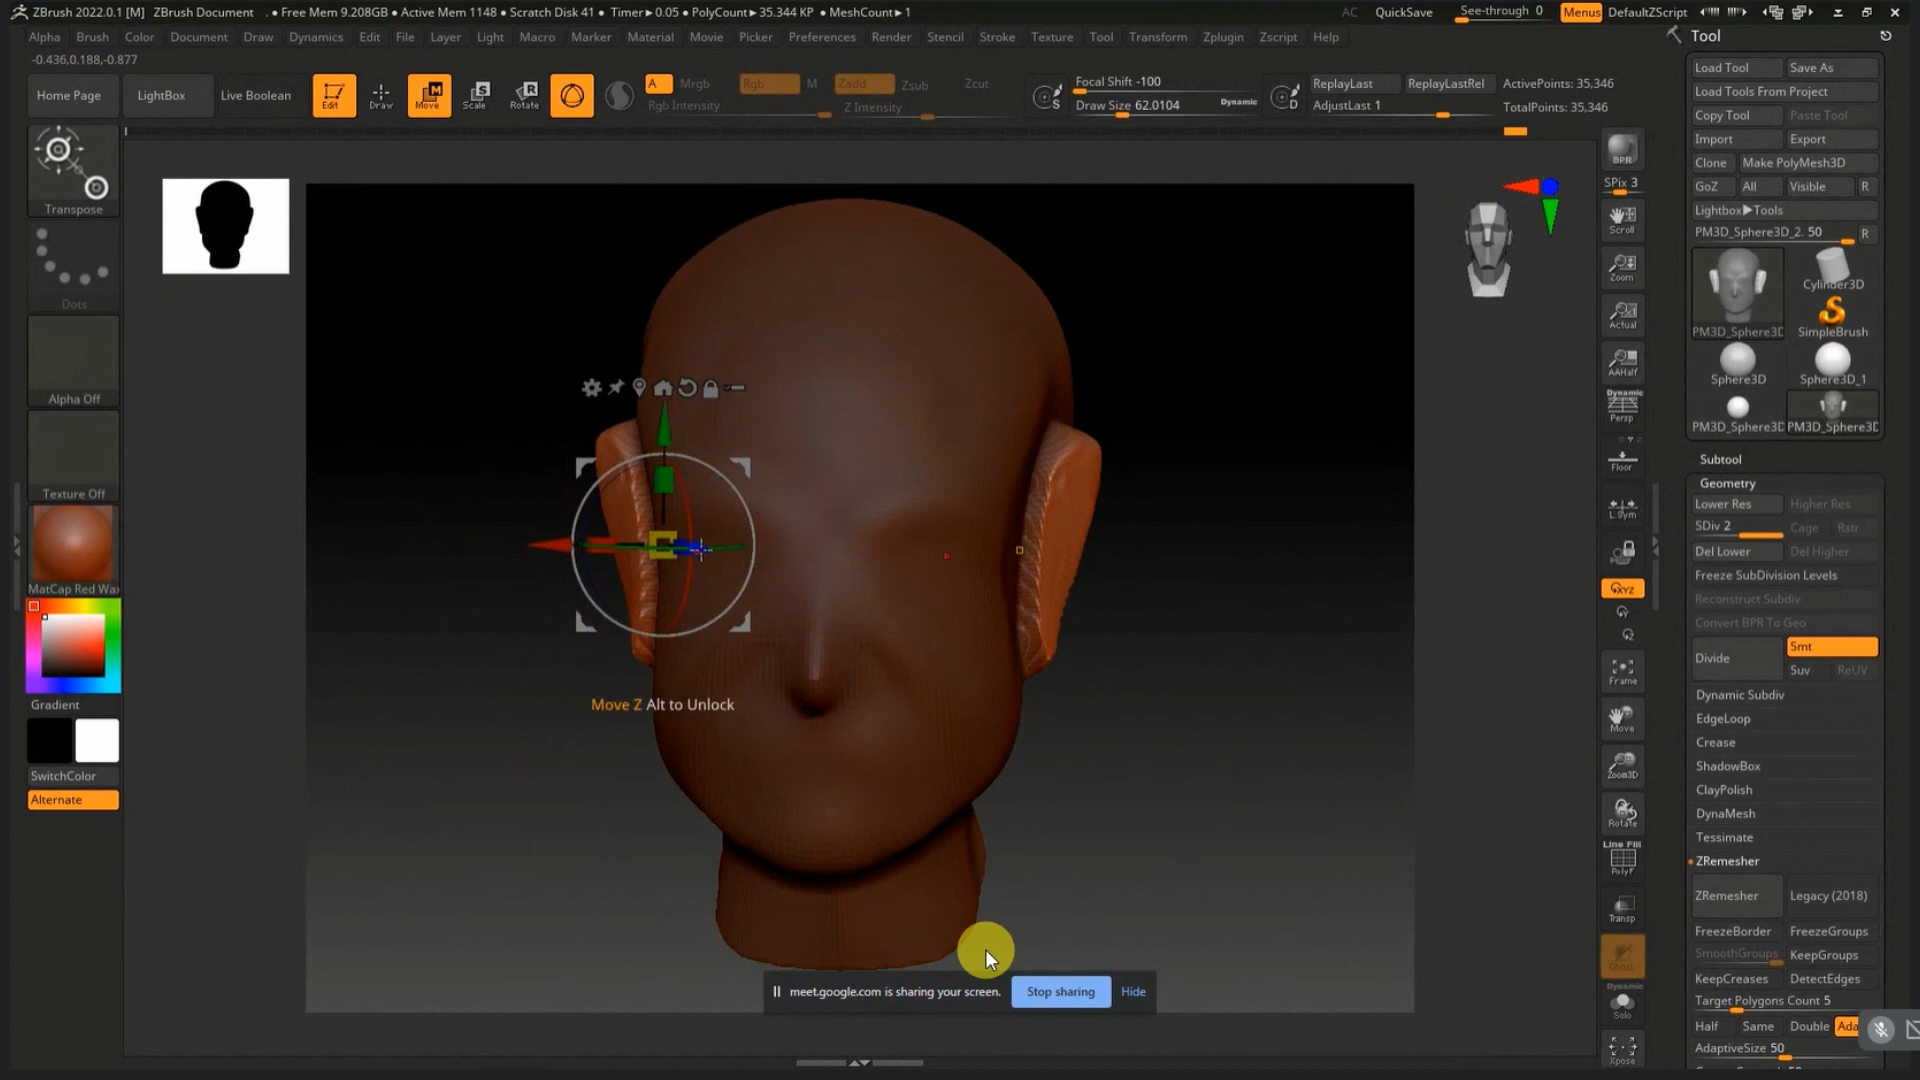 ZBrush 2022.0.1 [M] ZBrush Document . • Free Mem 9.208GB • Active Mem 1148 • Scratch Disk 41 • Timer▶0.05 • PolyCount▶35.344 KP • MeshCount▶1 AC QuickSave See-through 0 Menus DefaultZScript
Alpha Brush Color Document Draw Dynamics Edit File Layer Light Macro Marker Material Movie Picker Preferences Render Stencil Stroke Texture Tool Transform Zplugin Zscript Help
Tool
-0.436,0.188,-0.877
Home Page LightBox Live Boolean Edit Draw Move Scale Rotate
A Mrgb Rgb M Zadd Zsub Zcut
Rgb Intensity Z Intensity
Focal Shift -100
Draw Size 62.0104 Dynamic
ReplayLast ReplayLastRel ActivePoints: 35,346
AdjustLast 1 TotalPoints: 35,346
Transpose
Dots
Alpha Off
Texture Off
MatCap Red Wax
Gradient
SwitchColor
Alternate
Move Z Alt to Unlock
meet.google.com is sharing your screen. Stop sharing Hide
BPR
SPix 3
Scroll
Zoom
Actual
AAHalf
Dynamic
Persp
Floor
L.Sym
XYZ
Y
Z
Frame
Move
Zoom3D
Rotate
Line Fill
PolyF
Transp
Ghost
Dynamic
Solo
Xpose
Load Tool Save As
Load Tools From Project
Copy Tool Paste Tool
Import Export
Clone Make PolyMesh3D
GoZ All Visible R
Lightbox▶Tools
PM3D_Sphere3D_2. 50 R
Cylinder3D
PM3D_Sphere3D SimpleBrush
Sphere3D Sphere3D_1
PM3D_Sphere3D PM3D_Sphere3D
Subtool
Geometry
Lower Res Higher Res
SDiv 2 Cage Rstr
Del Lower Del Higher
Freeze SubDivision Levels
Reconstruct Subdiv
Convert BPR To Geo
Divide Smt
Suv ReUV
Dynamic Subdiv
EdgeLoop
Crease
ShadowBox
ClayPolish
DynaMesh
Tessimate
ZRemesher
ZRemesher Legacy (2018)
FreezeBorder FreezeGroups
SmoothGroups KeepGroups
KeepCreases DetectEdges
Target Polygons Count 5
Half Same Double Ada
AdaptiveSize 50